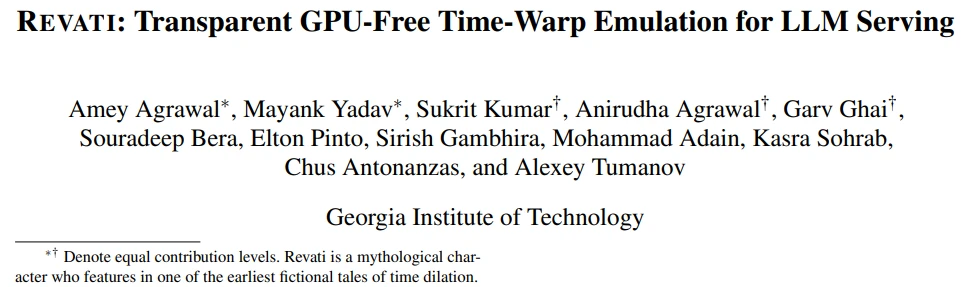 REVATI: Transparent GPU-Free Time-Warp Emulation for LLM Serving
Amey Agrawal*, Mayank Yadav*, Sukrit Kumar†, Anirudha Agrawal†, Garv Ghai†,
Souradeep Bera, Elton Pinto, Sirish Gambhira, Mohammad Adain, Kasra Sohrab,
Chus Antonanzas, and Alexey Tumanov
Georgia Institute of Technology
*† Denote equal contribution levels. Revati is a mythological char-
acter who features in one of the earliest fictional tales of time dilation.